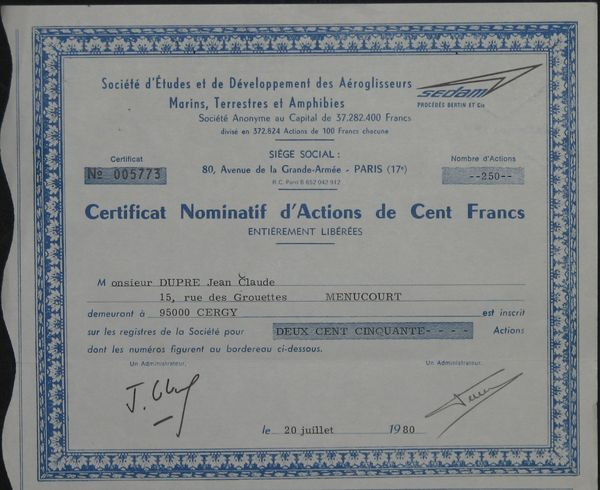 Société d'Études et de Développement des Aéroglisseurs
Marins, Terrestres et Amphibies
Société Anonyme au Capital de 37.282.400 Francs
divisé en 372.824 Actions de 100 Francs chacune
SEDAM
PROCÉDÉS BERTIN ET Cie
SIÈGE SOCIAL :
80, Avenue de la Grande-Armée - PARIS (17e)
R.C. Paris B 652 042 912
Certificat
№ 005773
Nombre d'Actions
--250--
Certificat Nominatif d'Actions de Cent Francs
ENTIÈREMENT LIBÉRÉES
Monsieur DUPRE Jean Claude
15, rue des Grouettes MENUCOURT
demeurant à 95000 CERGY est inscrit
sur les registres de la Société pour DEUX CENT CINQUANTE- - - - Actions
dont les numéros figurent au bordereau ci-dessous.
Un Administrateur. Un Administrateur.
le 20 juillet 1980